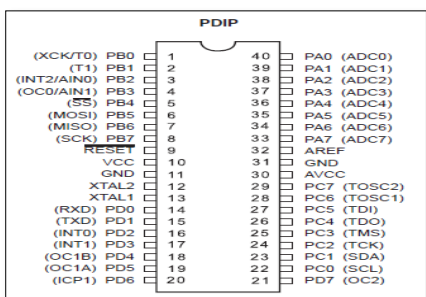 PDIP
(XCK/T0) PB0 1 40 PA0 (ADC0)
(T1) PB1 2 39 PA1 (ADC1)
(INT2/AIN0) PB2 3 38 PA2 (ADC2)
(OC0/AIN1) PB3 4 37 PA3 (ADC3)
(SS) PB4 5 36 PA4 (ADC4)
(MOSI) PB5 6 35 PA5 (ADC5)
(MISO) PB6 7 34 PA6 (ADC6)
(SCK) PB7 8 33 PA7 (ADC7)
RESET 9 32 AREF
VCC 10 31 GND
GND 11 30 AVCC
XTAL2 12 29 PC7 (TOSC2)
XTAL1 13 28 PC6 (TOSC1)
(RXD) PD0 14 27 PC5 (TDI)
(TXD) PD1 15 26 PC4 (TDO)
(INT0) PD2 16 25 PC3 (TMS)
(INT1) PD3 17 24 PC2 (TCK)
(OC1B) PD4 18 23 PC1 (SDA)
(OC1A) PD5 19 22 PC0 (SCL)
(ICP1) PD6 20 21 PD7 (OC2)